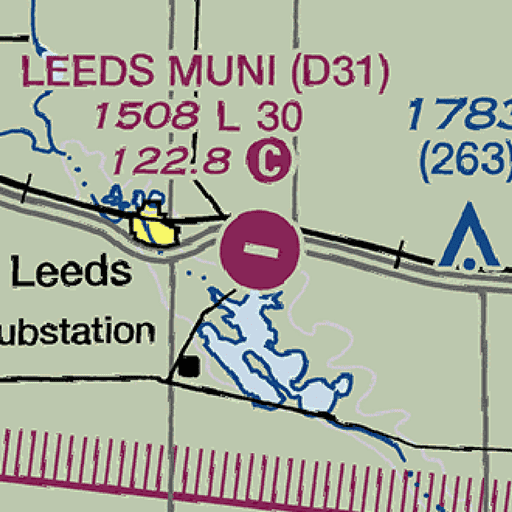 LEEDS MUNI (D31)
1508 L 30
122.8 C
1783
(263)
Leeds
ubstation